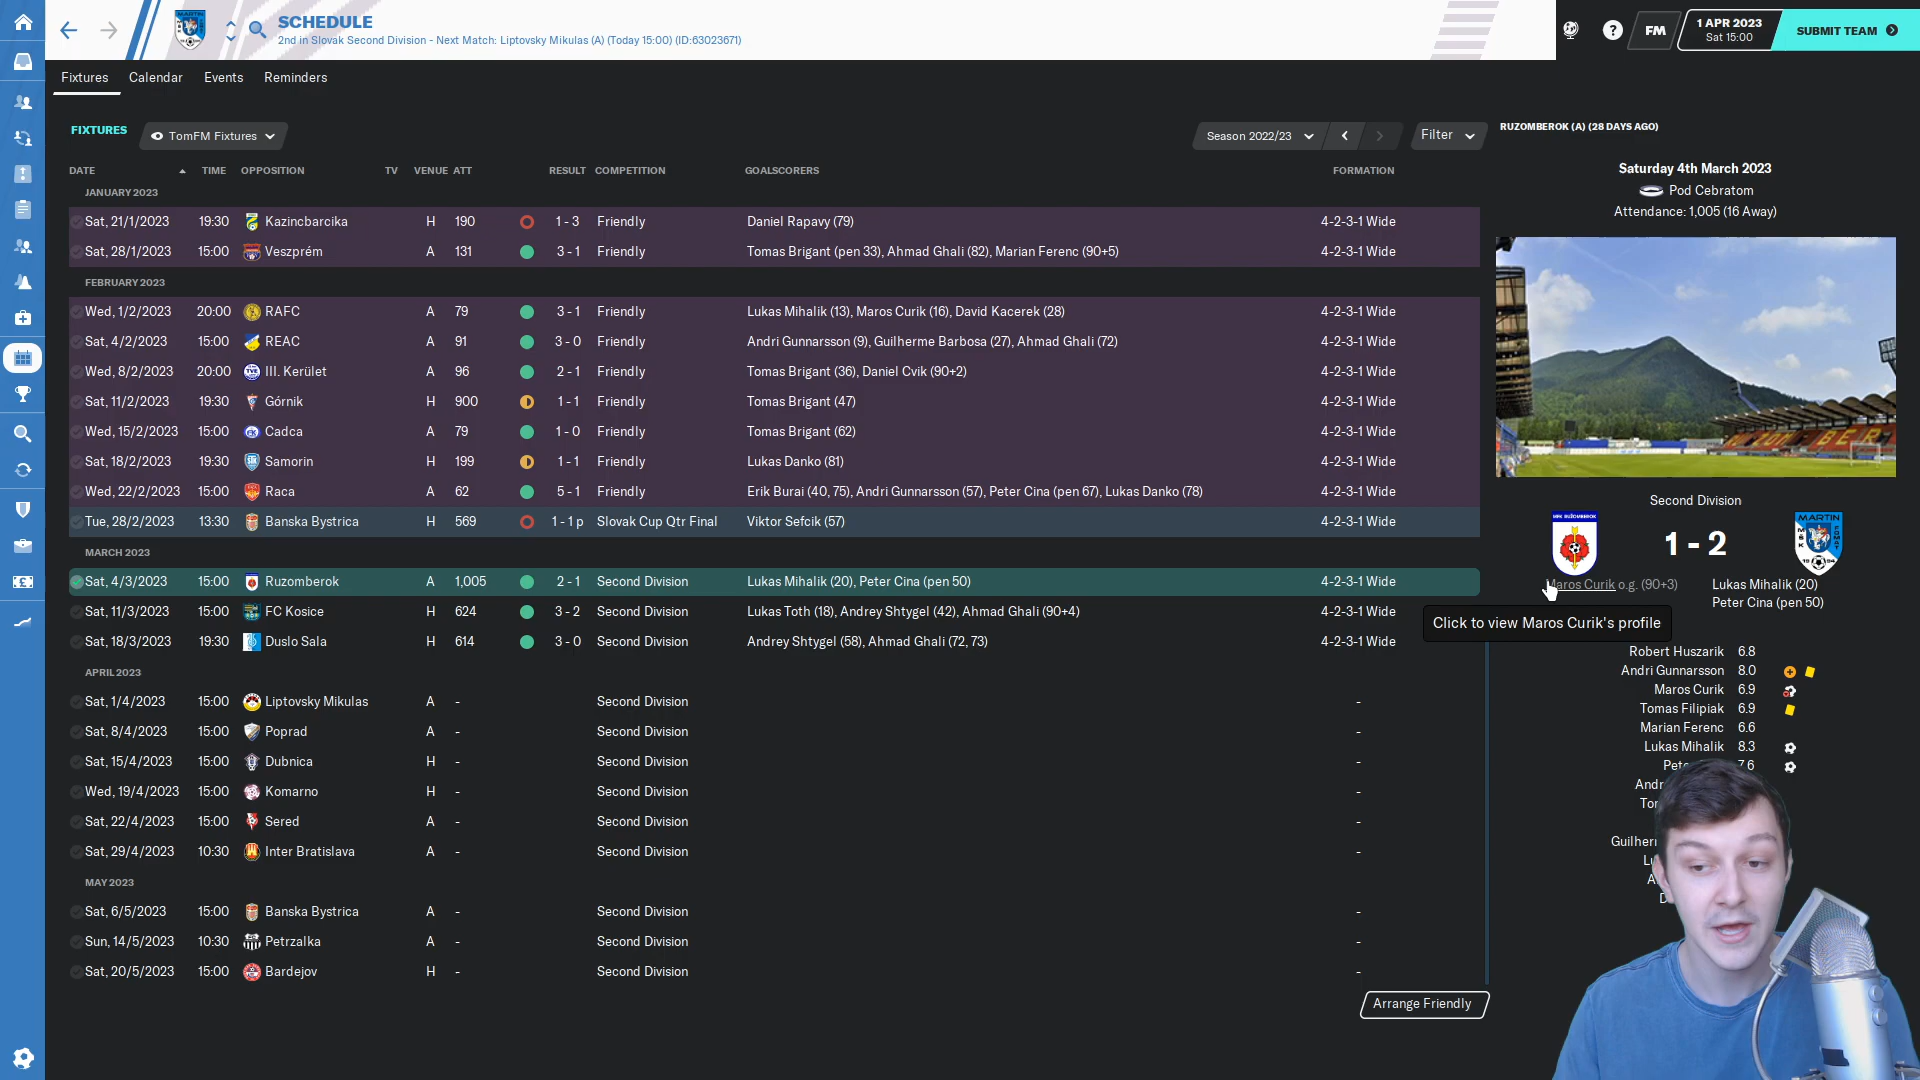 SCHEDULE
2nd in Slovak Second Division - Next Match: Liptovsky Mikulas (A) (Today 15:00) (ID:63023671)
FM
1 APR 2023
Sat 15:00
SUBMIT TEAM
Fixtures Calendar Events Reminders
FIXTURES
TomFM Fixtures
Season 2022/23
Filter
DATE TIME OPPOSITION TV VENUE ATT RESULT COMPETITION GOALSCORERS FORMATION
JANUARY 2023
Sat, 21/1/2023 19:30 Kazincbarcika H 190 1 - 3 Friendly Daniel Rapavy (79) 4-2-3-1 Wide
Sat, 28/1/2023 15:00 Veszprém A 131 3 - 1 Friendly Tomas Brigant (pen 33), Ahmad Ghali (82), Marian Ferenc (90+5) 4-2-3-1 Wide
FEBRUARY 2023
Wed, 1/2/2023 20:00 RAFC A 79 3 - 1 Friendly Lukas Mihalik (13), Maros Curik (16), David Kacerek (28) 4-2-3-1 Wide
Sat, 4/2/2023 15:00 REAC A 91 3 - 0 Friendly Andri Gunnarsson (9), Guilherme Barbosa (27), Ahmad Ghali (72) 4-2-3-1 Wide
Wed, 8/2/2023 20:00 III. Kerület A 96 2 - 1 Friendly Tomas Brigant (36), Daniel Cvik (90+2) 4-2-3-1 Wide
Sat, 11/2/2023 19:30 Górnik H 900 1 - 1 Friendly Tomas Brigant (47) 4-2-3-1 Wide
Wed, 15/2/2023 15:00 Cadca A 79 1 - 0 Friendly Tomas Brigant (62) 4-2-3-1 Wide
Sat, 18/2/2023 19:30 Samorin H 199 1 - 1 Friendly Lukas Danko (81) 4-2-3-1 Wide
Wed, 22/2/2023 15:00 Raca A 62 5 - 1 Friendly Erik Burai (40, 75), Andri Gunnarsson (57), Peter Cina (pen 67), Lukas Danko (78) 4-2-3-1 Wide
Tue, 28/2/2023 13:30 Banska Bystrica H 569 1 - 1 p Slovak Cup Qtr Final Viktor Sefcik (57) 4-2-3-1 Wide
MARCH 2023
Sat, 4/3/2023 15:00 Ruzomberok A 1,005 2 - 1 Second Division Lukas Mihalik (20), Peter Cina (pen 50) 4-2-3-1 Wide
Sat, 11/3/2023 15:00 FC Kosice H 624 3 - 2 Second Division Lukas Toth (18), Andrey Shtygel (42), Ahmad Ghali (90+4) 4-2-3-1 Wide
Sat, 18/3/2023 19:30 Duslo Sala H 614 3 - 0 Second Division Andrey Shtygel (58), Ahmad Ghali (72, 73) 4-2-3-1 Wide
APRIL 2023
Sat, 1/4/2023 15:00 Liptovsky Mikulas A - Second Division -
Sat, 8/4/2023 15:00 Poprad A - Second Division -
Sat, 15/4/2023 15:00 Dubnica H - Second Division -
Wed, 19/4/2023 15:00 Komarno H - Second Division -
Sat, 22/4/2023 15:00 Sered A - Second Division -
Sat, 29/4/2023 10:30 Inter Bratislava A - Second Division -
MAY 2023
Sat, 6/5/2023 15:00 Banska Bystrica A - Second Division -
Sun, 14/5/2023 10:30 Petrzalka A - Second Division -
Sat, 20/5/2023 15:00 Bardejov H - Second Division -
Arrange Friendly
RUZOMBEROK (A) (28 DAYS AGO)
Saturday 4th March 2023
Pod Cebratom
Attendance: 1,005 (16 Away)
Second Division
1 - 2
Maros Curik o.g. (90+3)
Lukas Mihalik (20)
Peter Cina (pen 50)
Click to view Maros Curik's profile
Robert Huszarik 6.8
Andri Gunnarsson 8.0
Maros Curik 6.9
Tomas Filipiak 6.9
Marian Ferenc 6.6
Lukas Mihalik 8.3